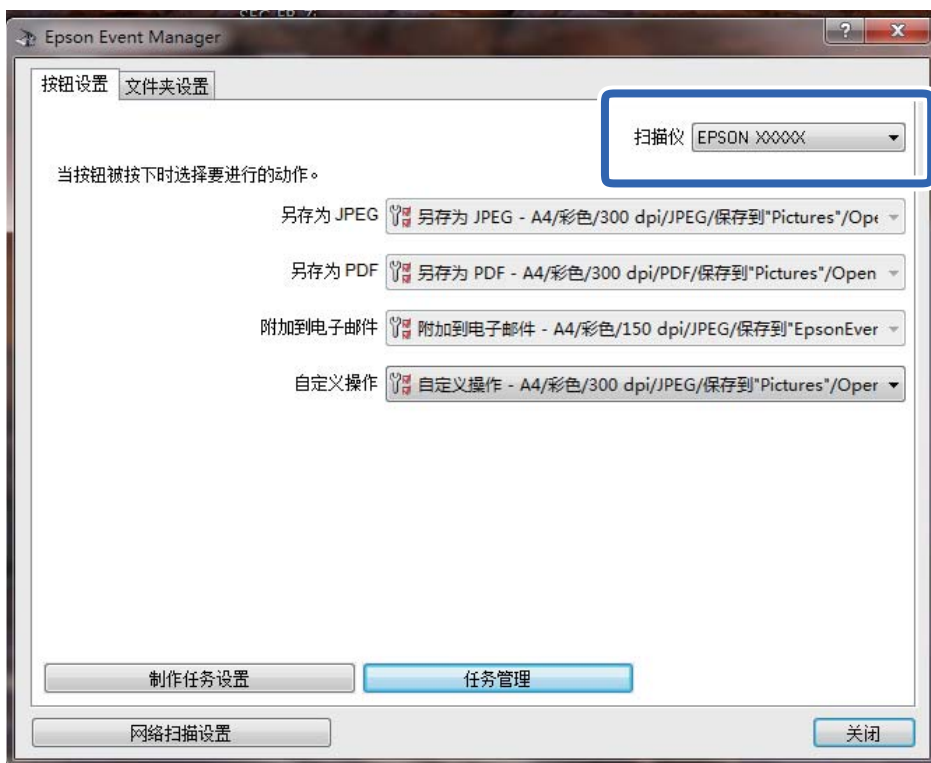 Epson Event Manager
按钮设置 文件夹设置
扫描仪 EPSON XXXXX
当按钮被按下时选择要进行的动作。
另存为 JPEG 另存为 JPEG - A4/彩色/300 dpi/JPEG/保存到"Pictures"/Ope
另存为 PDF 另存为 PDF - A4/彩色/300 dpi/PDF/保存到"Pictures"/Open
附加到电子邮件 附加到电子邮件 - A4/彩色/150 dpi/JPEG/保存到"EpsonEver
自定义操作 自定义操作 - A4/彩色/300 dpi/JPEG/保存到"Pictures"/Oper
制作任务设置 任务管理
网络扫描设置 关闭